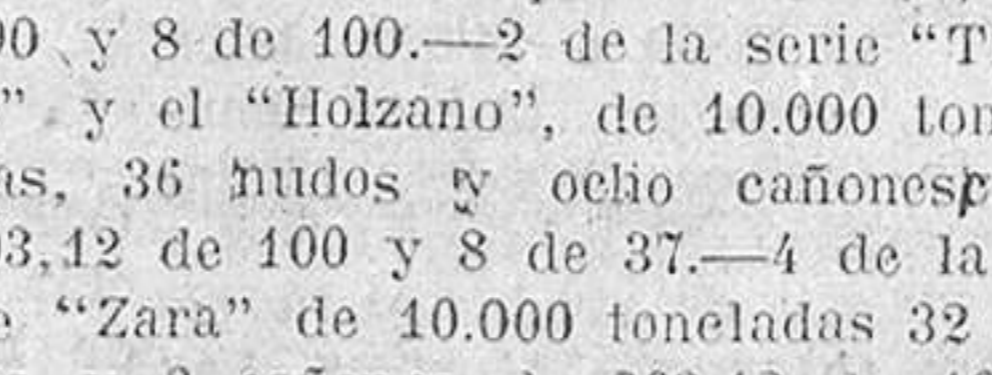 y 8 de 100.—2 de la serie “T
” y el “Holzano”, de 10.000 ton
as, 36 nudos y ocho cañones
3,12 de 100 y 8 de 37.—4 de la
e “Zara” de 10.000 toneladas 32